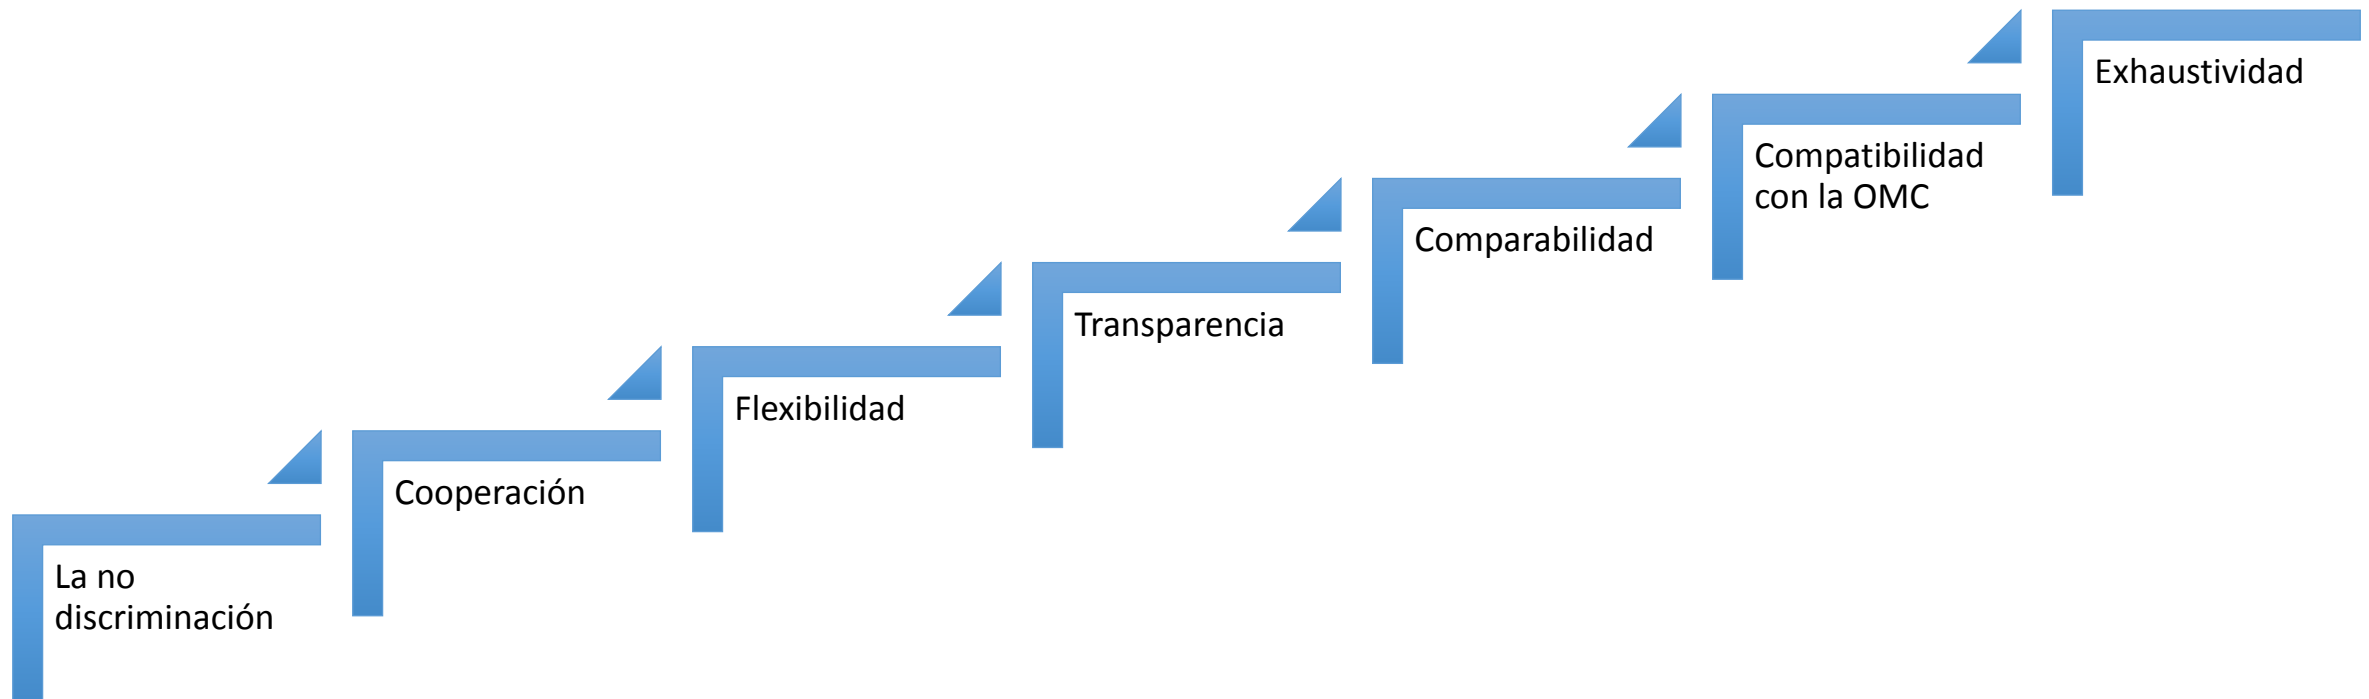 La no
discriminación
Cooperación
Flexibilidad
Transparencia
Comparabilidad
Compatibilidad
con la OMC
Exhaustividad